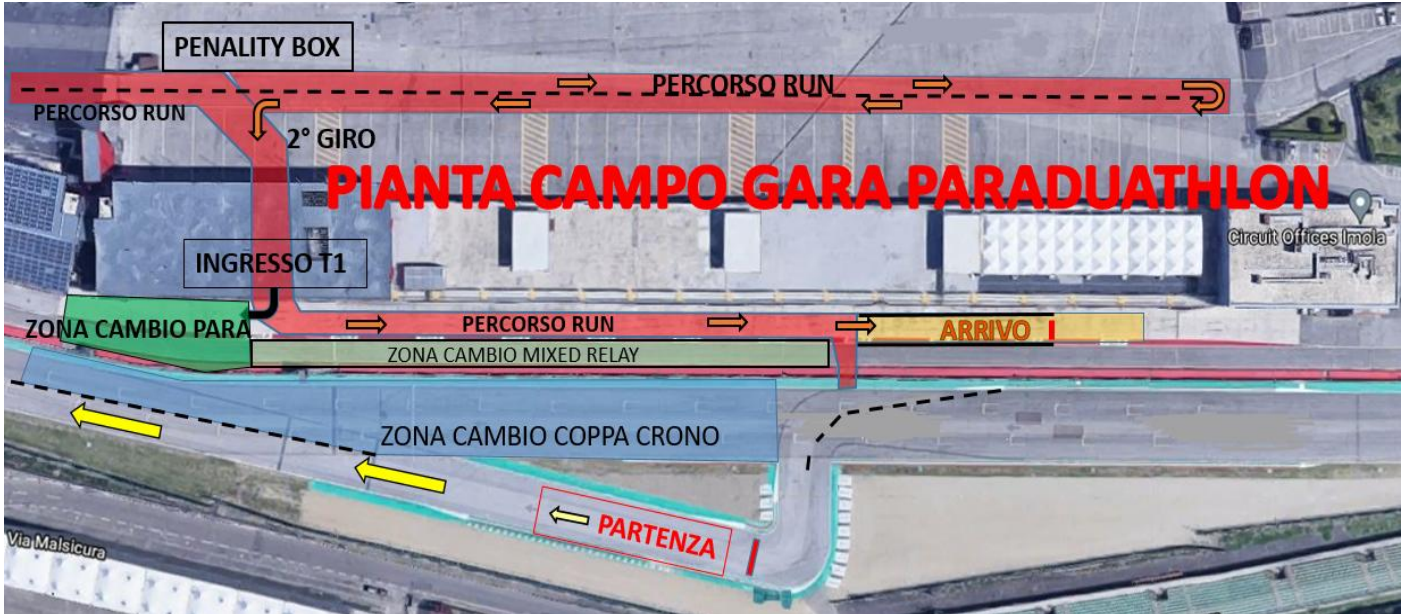 PENALITY BOX
PERCORSO RUN
PERCORSO RUN
2° GIRO
PIANTA CAMPO GARA PARADUATHLON
Circuit Offices Imola
INGRESSO T1
ZONA CAMBIO PARA
PERCORSO RUN
ARRIVO
ZONA CAMBIO MIXED RELAY
ZONA CAMBIO COPPA CRONO
PARTENZA
Via Malsicura